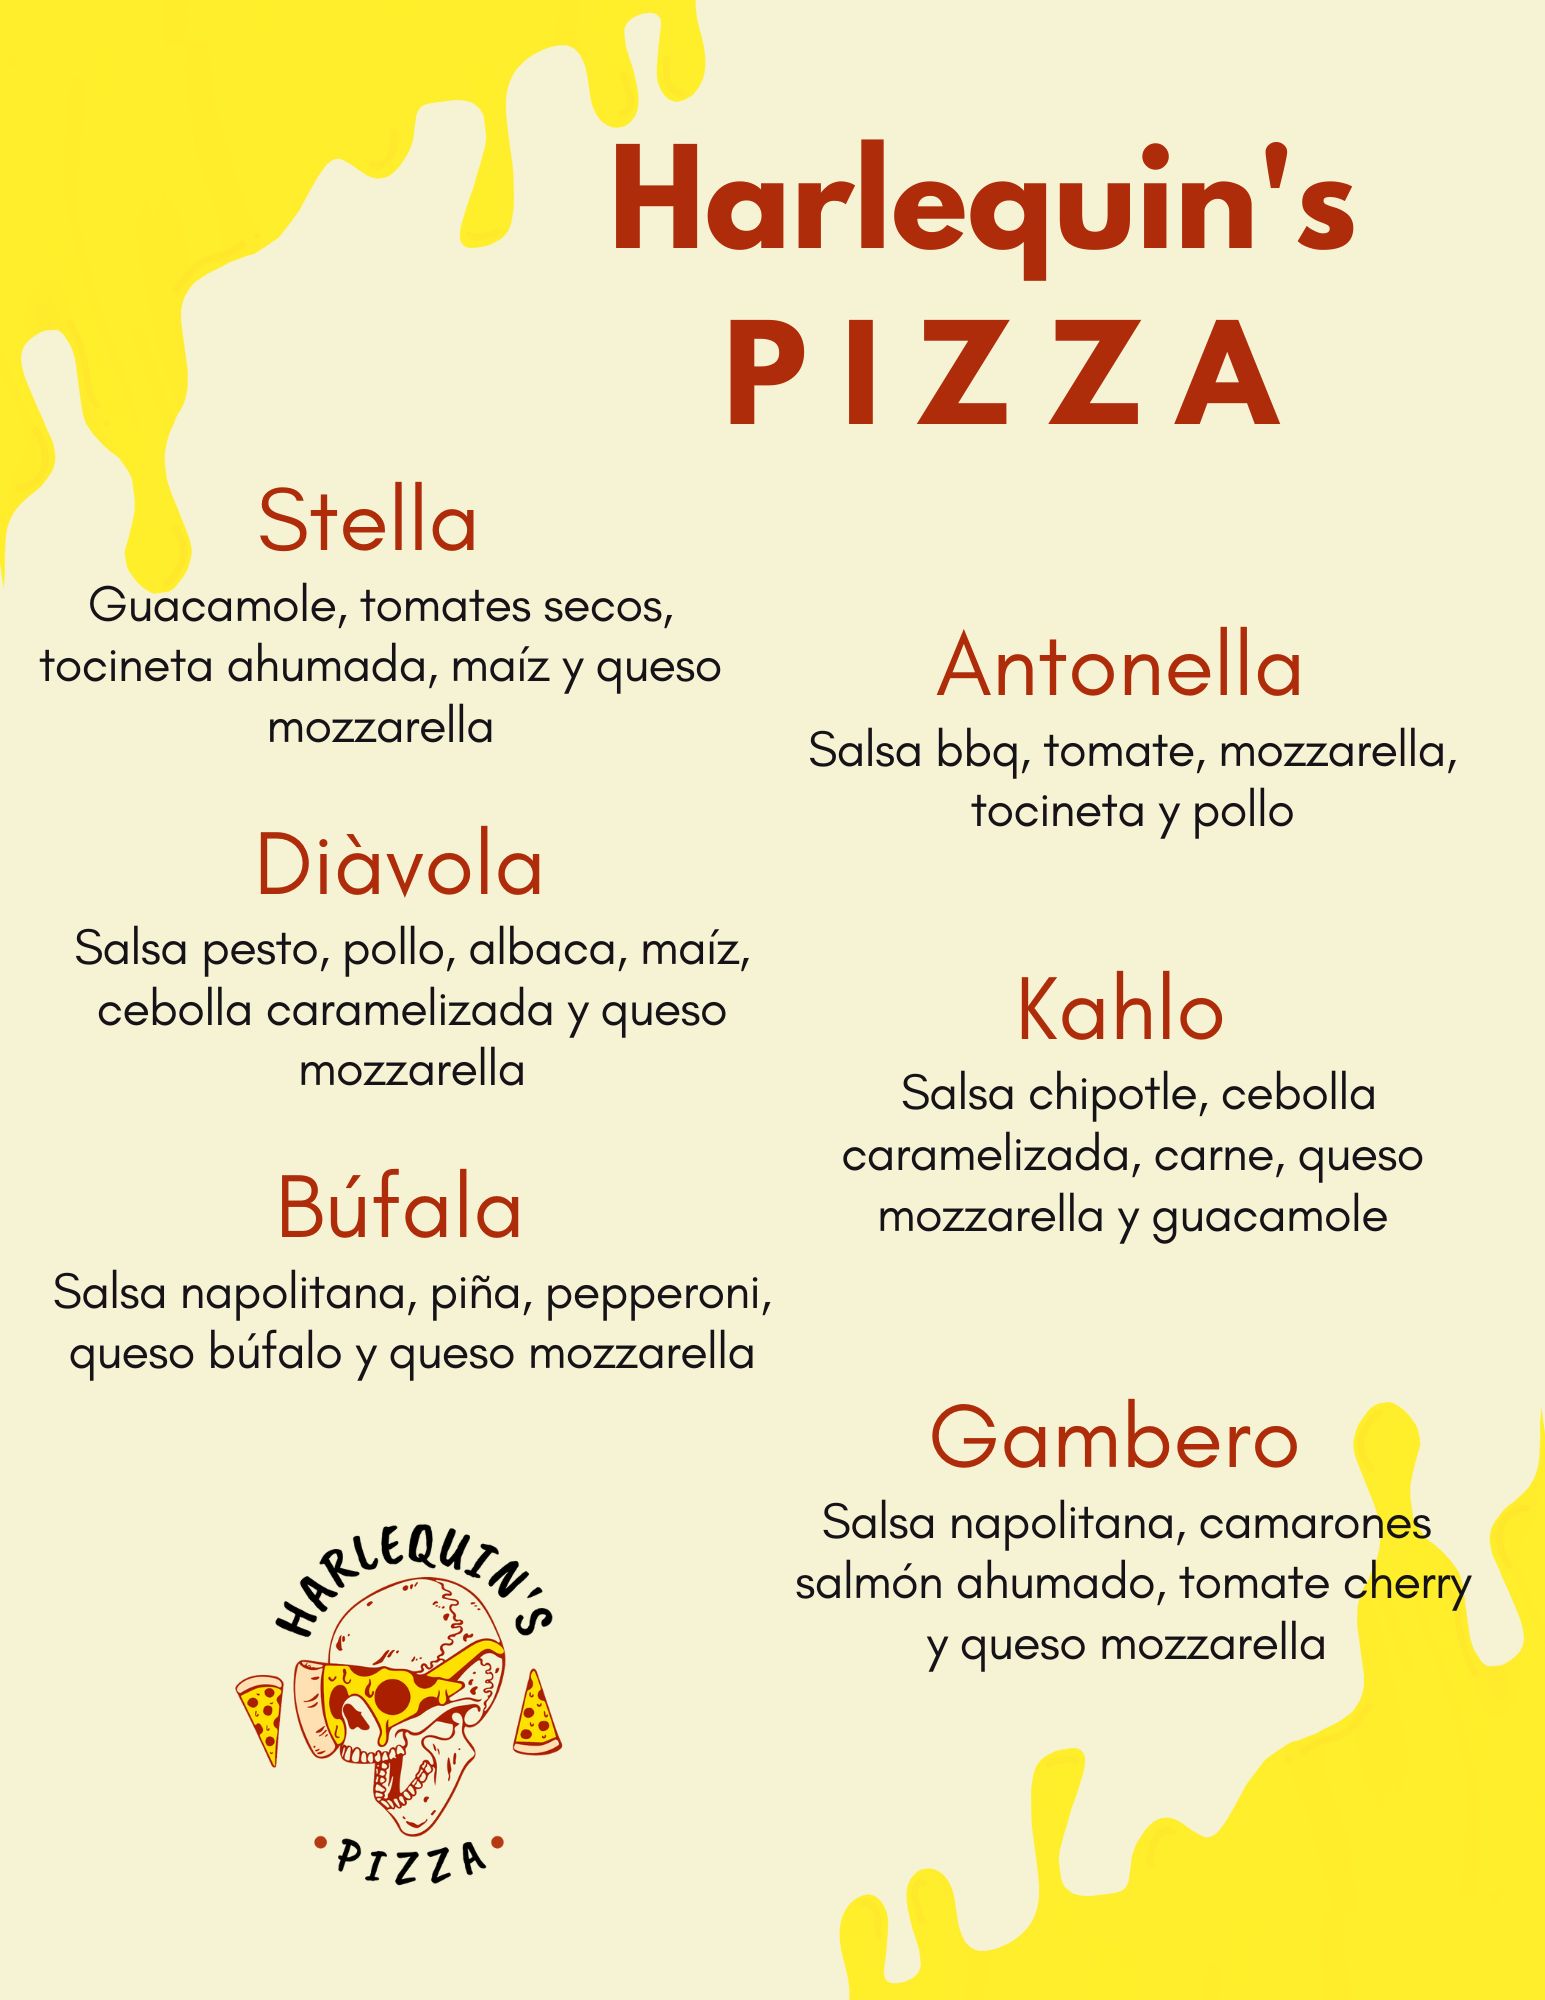 Harlequin's
PIZZA
Stella
Guacamole, tomates secos,
tocineta ahumada, maíz y queso
mozzarella
Diàvola
Salsa pesto, pollo, albaca, maíz,
cebolla caramelizada y queso
mozzarella
Búfala
Salsa napolitana, piña, pepperoni,
queso búfalo y queso mozzarella
Antonella
Salsa bbq, tomate, mozzarella,
tocineta y pollo
Kahlo
Salsa chipotle, cebolla
caramelizada, carne, queso
mozzarella y guacamole
Gambero
Salsa napolitana, camarones
salmón ahumado, tomate cherry
y queso mozzarella
HARLEQUIN'S
• PIZZA •